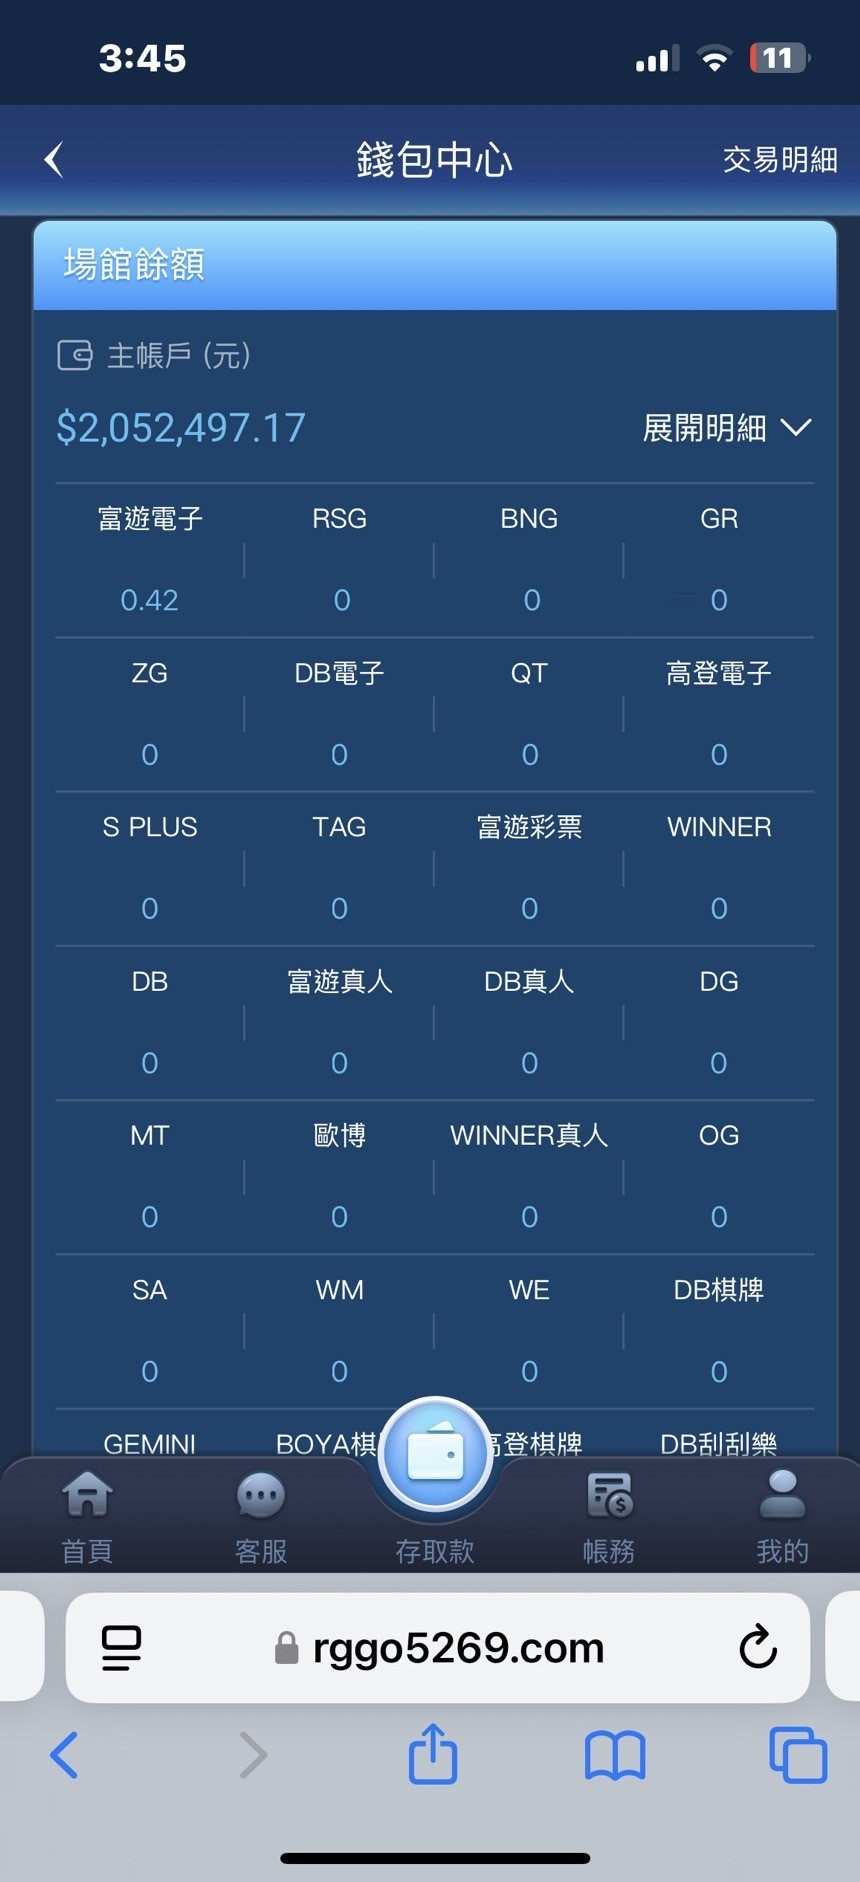 3:45
11
錢包中心
交易明細
場館餘額
主帳戶 (元)
$2,052,497.17
展開明細
富遊電子 RSG BNG GR
0.42 0 0 0
ZG DB電子 QT 高登電子
0 0 0 0
S PLUS TAG 富遊彩票 WINNER
0 0 0 0
DB 富遊真人 DB真人 DG
0 0 0 0
MT 歐博 WINNER真人 OG
0 0 0 0
SA WM WE DB棋牌
0 0 0 0
GEMINI BOYA棋 高登棋牌 DB刮刮樂
首頁 客服 存取款 帳務 我的
rggo5269.com